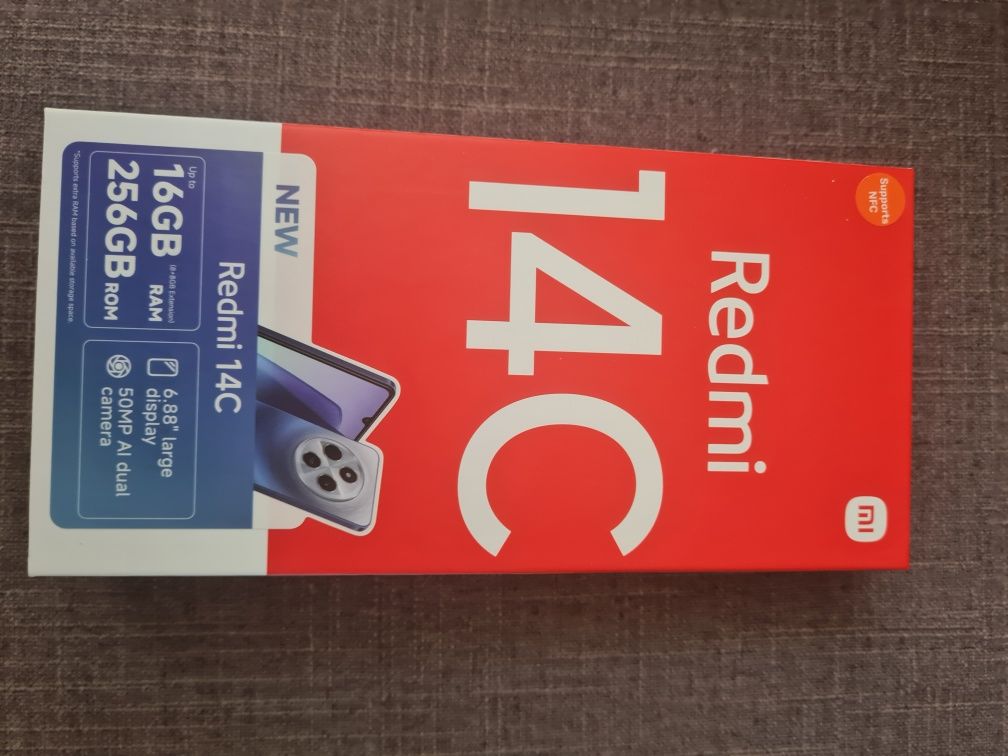 Supports
NFC
mi
Redmi
14C
NEW
Redmi 14C
Up to
16GB RAM
(8+8GB Extension)
256GB ROM
6.88" large
display
50MP AI dual
camera
*Supports extra RAM based on available storage space.